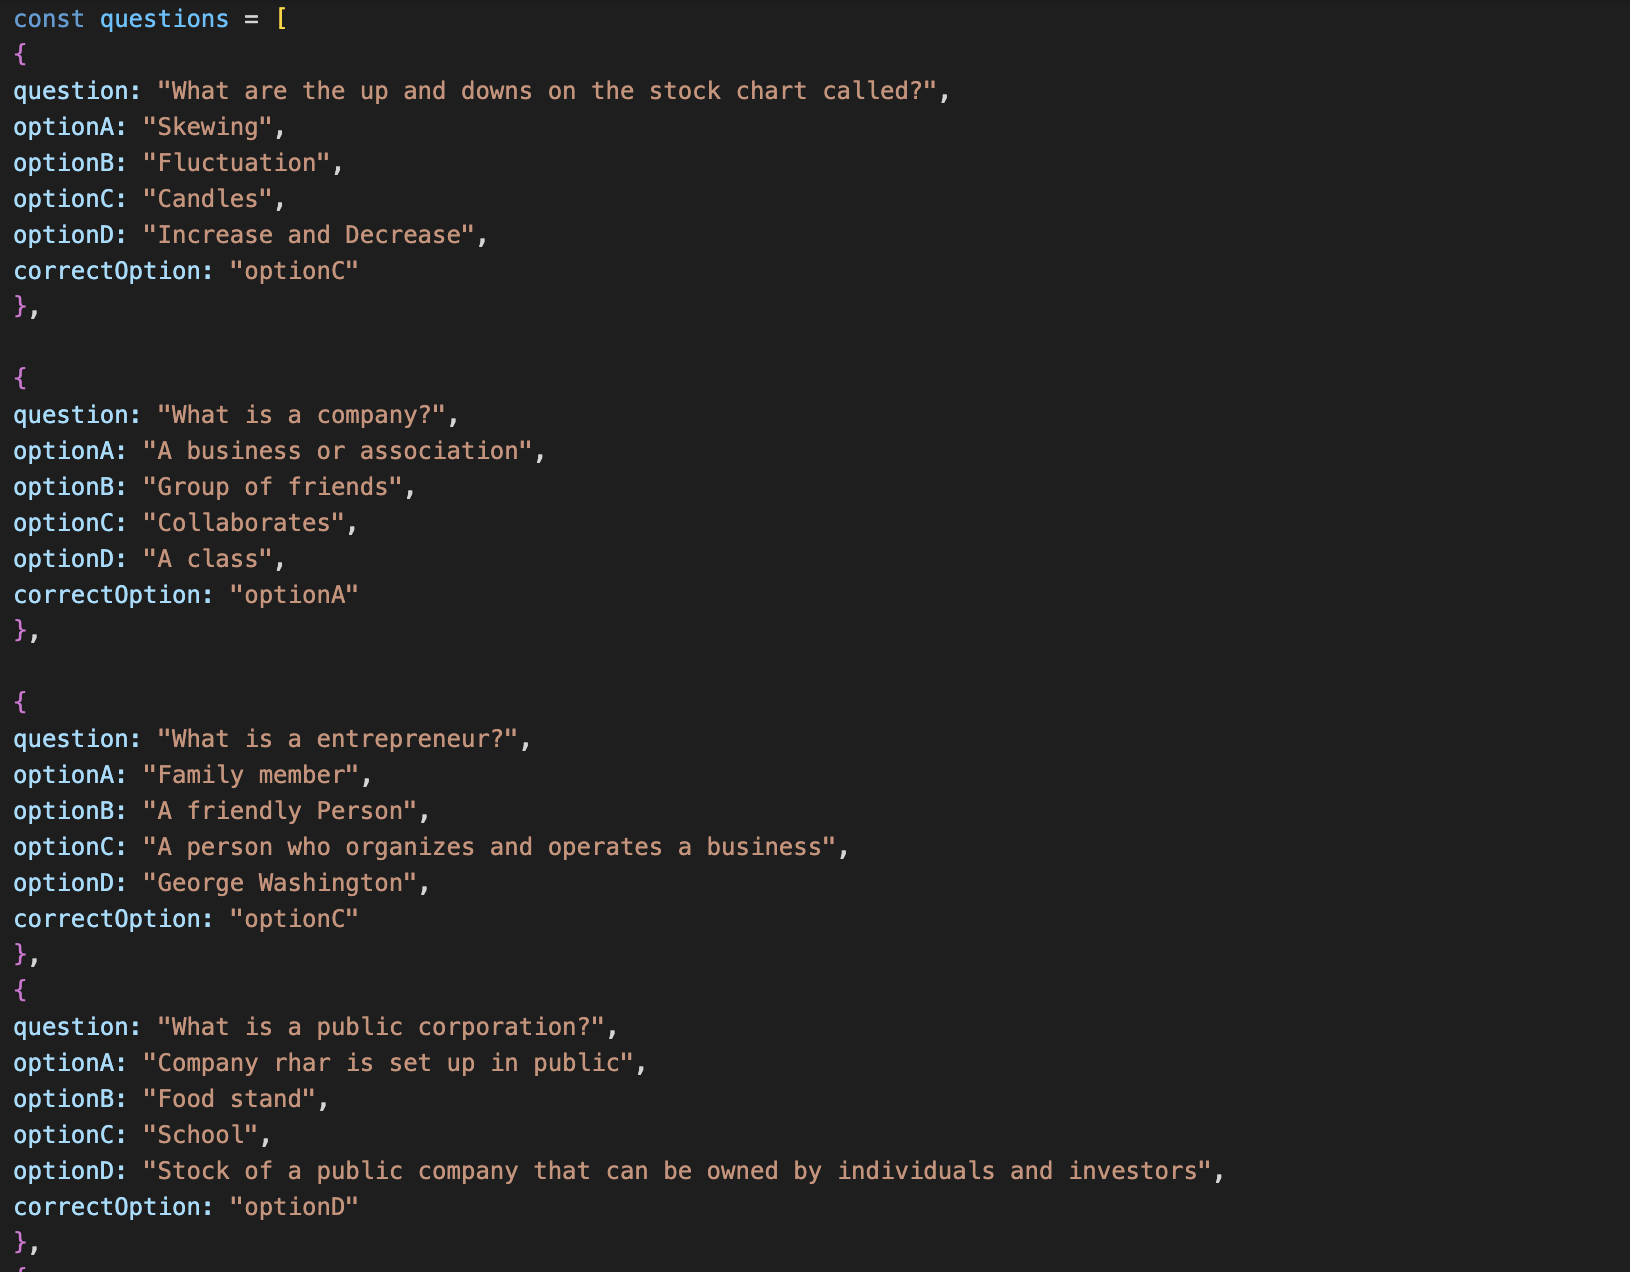 const questions = [
{
question: "What are the up and downs on the stock chart called?",
optionA: "Skewing",
optionB: "Fluctuation",
optionC: "Candles",
optionD: "Increase and Decrease",
correctOption: "optionC"
},
{
question: "What is a company?",
optionA: "A business or association",
optionB: "Group of friends",
optionC: "Collaborates",
optionD: "A class",
correctOption: "optionA"
},
{
question: "What is a entrepreneur?",
optionA: "Family member",
optionB: "A friendly Person",
optionC: "A person who organizes and operates a business",
optionD: "George Washington",
correctOption: "optionC"
},
{
question: "What is a public corporation?",
optionA: "Company rhar is set up in public",
optionB: "Food stand",
optionC: "School",
optionD: "Stock of a public company that can be owned by individuals and investors",
correctOption: "optionD"
},
{